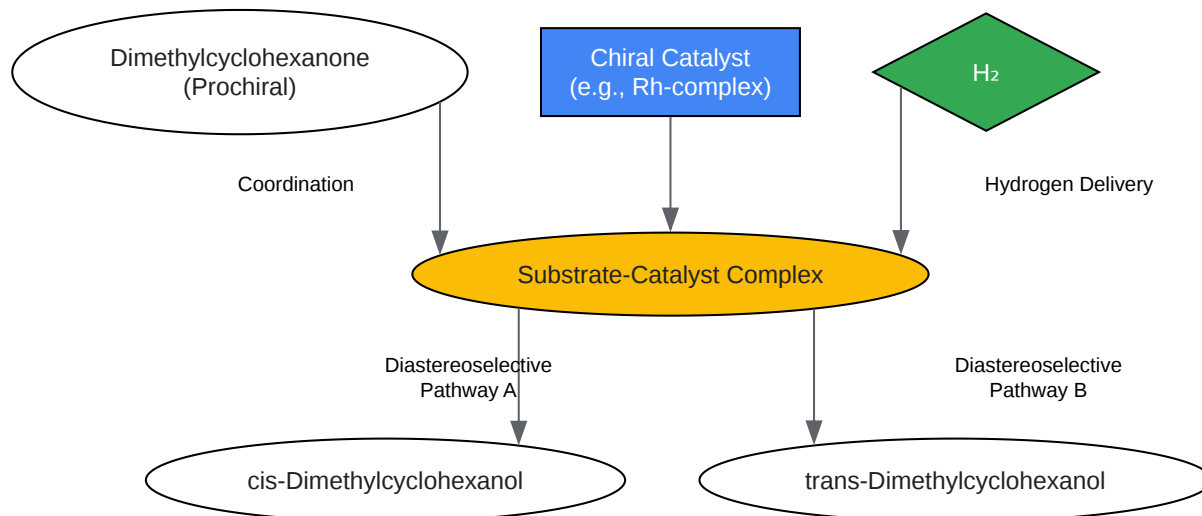 Dimethylcyclohexanone
(Prochiral)
Chiral Catalyst
(e.g., Rh-complex)
H₂
Coordination
Hydrogen Delivery
Substrate-Catalyst Complex
Diastereoselective
Pathway A
Diastereoselective
Pathway B
cis-Dimethylcyclohexanol
trans-Dimethylcyclohexanol